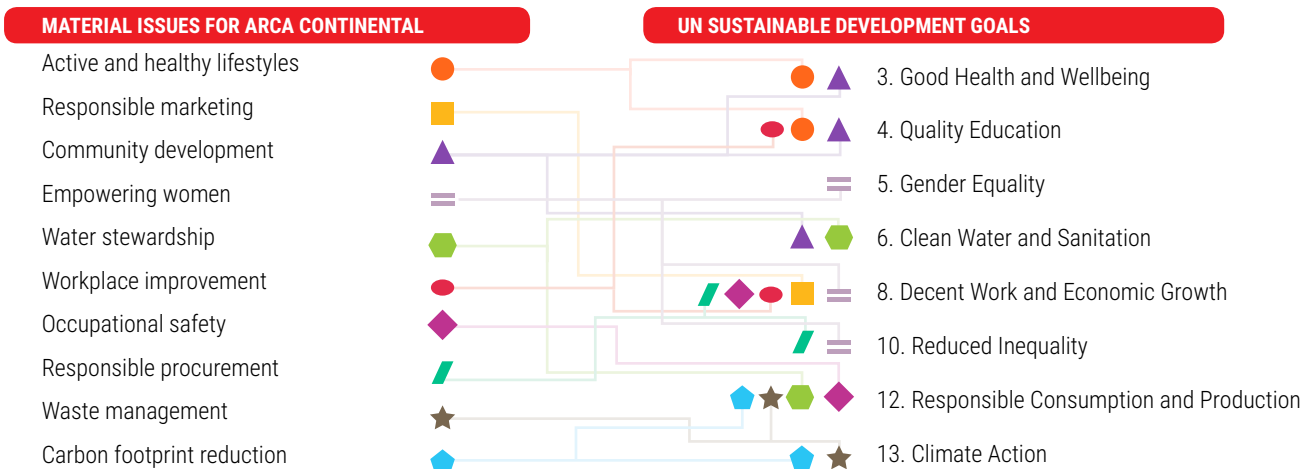 MATERIAL ISSUES FOR ARCA CONTINENTAL
Active and healthy lifestyles
Responsible marketing
Community development
Empowering women
Water stewardship
Workplace improvement
Occupational safety
Responsible procurement
Waste management
Carbon footprint reduction
UN SUSTAINABLE DEVELOPMENT GOALS
3. Good Health and Wellbeing
4. Quality Education
5. Gender Equality
6. Clean Water and Sanitation
8. Decent Work and Economic Growth
10. Reduced Inequality
12. Responsible Consumption and Production
13. Climate Action